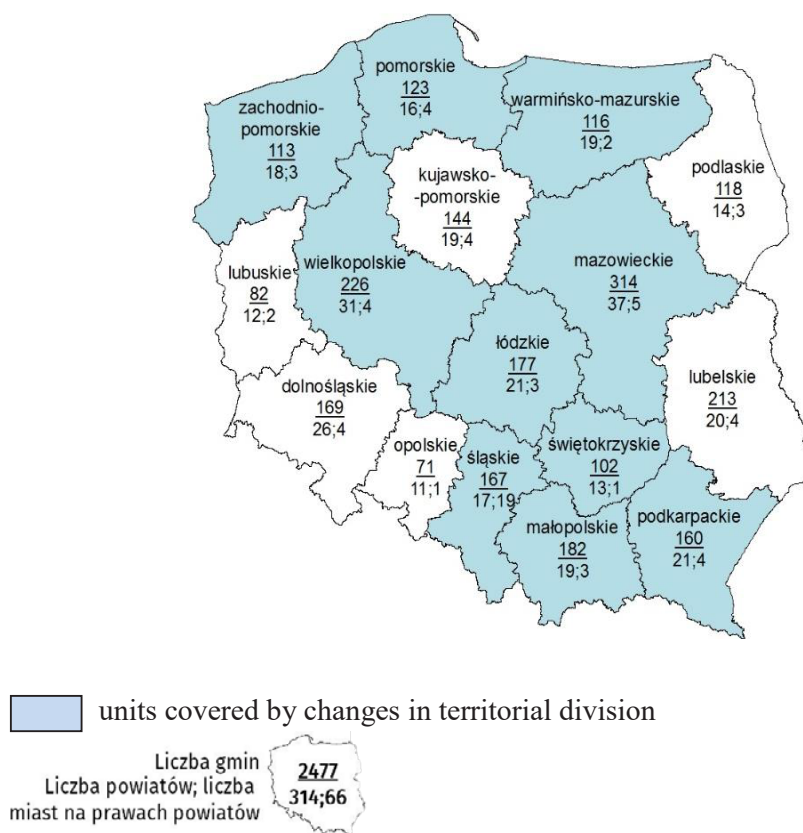 pomorskie
123
16;4
warmińsko-mazurskie
116
19;2
zachodnio-
pomorskie
113
18;3
podlaskie
118
14;3
kujawsko-
-pomorskie
144
19;4
lubuskie
82
12;2
wielkopolskie
226
31;4
mazowieckie
314
37;5
łódzkie
177
21;3
lubelskie
213
20;4
dolnośląskie
169
26;4
opolskie
71
11;1
śląskie
167
17;19
świętokrzyskie
102
13;1
małopolskie
182
19;3
podkarpackie
160
21;4
units covered by changes in territorial division
Liczba gmin
Liczba powiatów; liczba
miast na prawach powiatów
2477
314;66